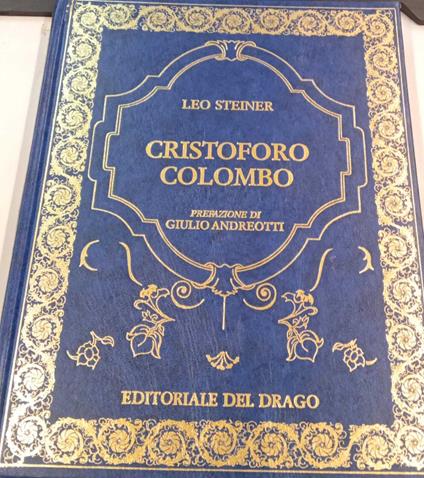 LEO STEINER
CRISTOFORO
COLOMBO
PREFAZIONE DI
GIULIO ANDREOTTI
EDITORIALE DEL DRAGO